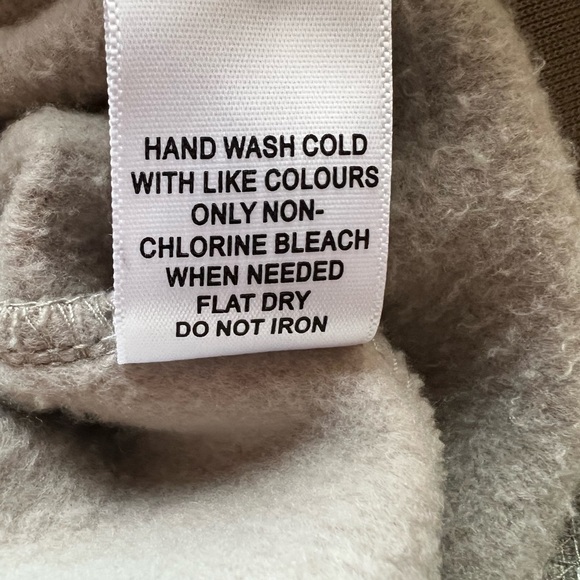 HAND WASH COLD
WITH LIKE COLOURS
ONLY NON-
CHLORINE BLEACH
WHEN NEEDED
FLAT DRY
DO NOT IRON